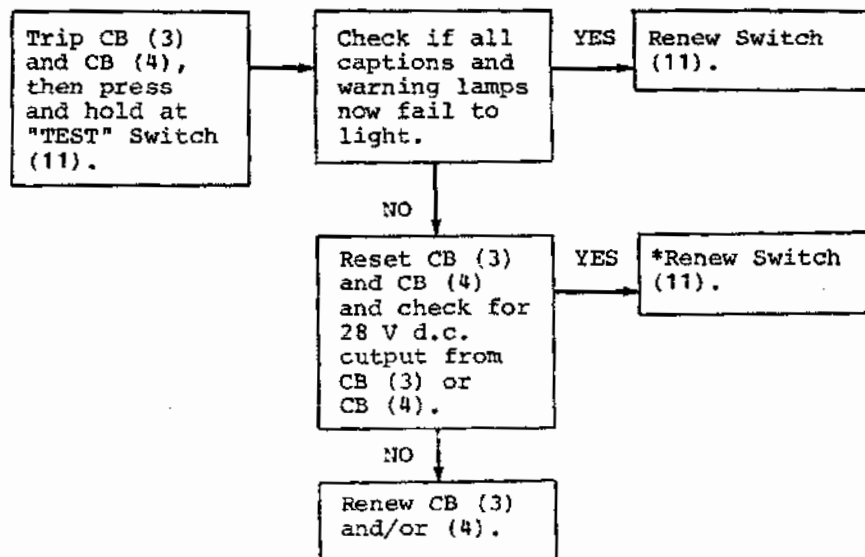 Trip CB (3)
and CB (4),
then press
and hold at
"TEST" Switch
(11).
Check if all
captions and
warning lamps
now fail to
light.
YES
Renew Switch
(11).
NO
Reset CB (3)
and CB (4)
and check for
28 V d.c.
cutput from
CB (3) or
CB (4).
YES
*Renew Switch
(11).
NO
Renew CB (3)
and/or (4).